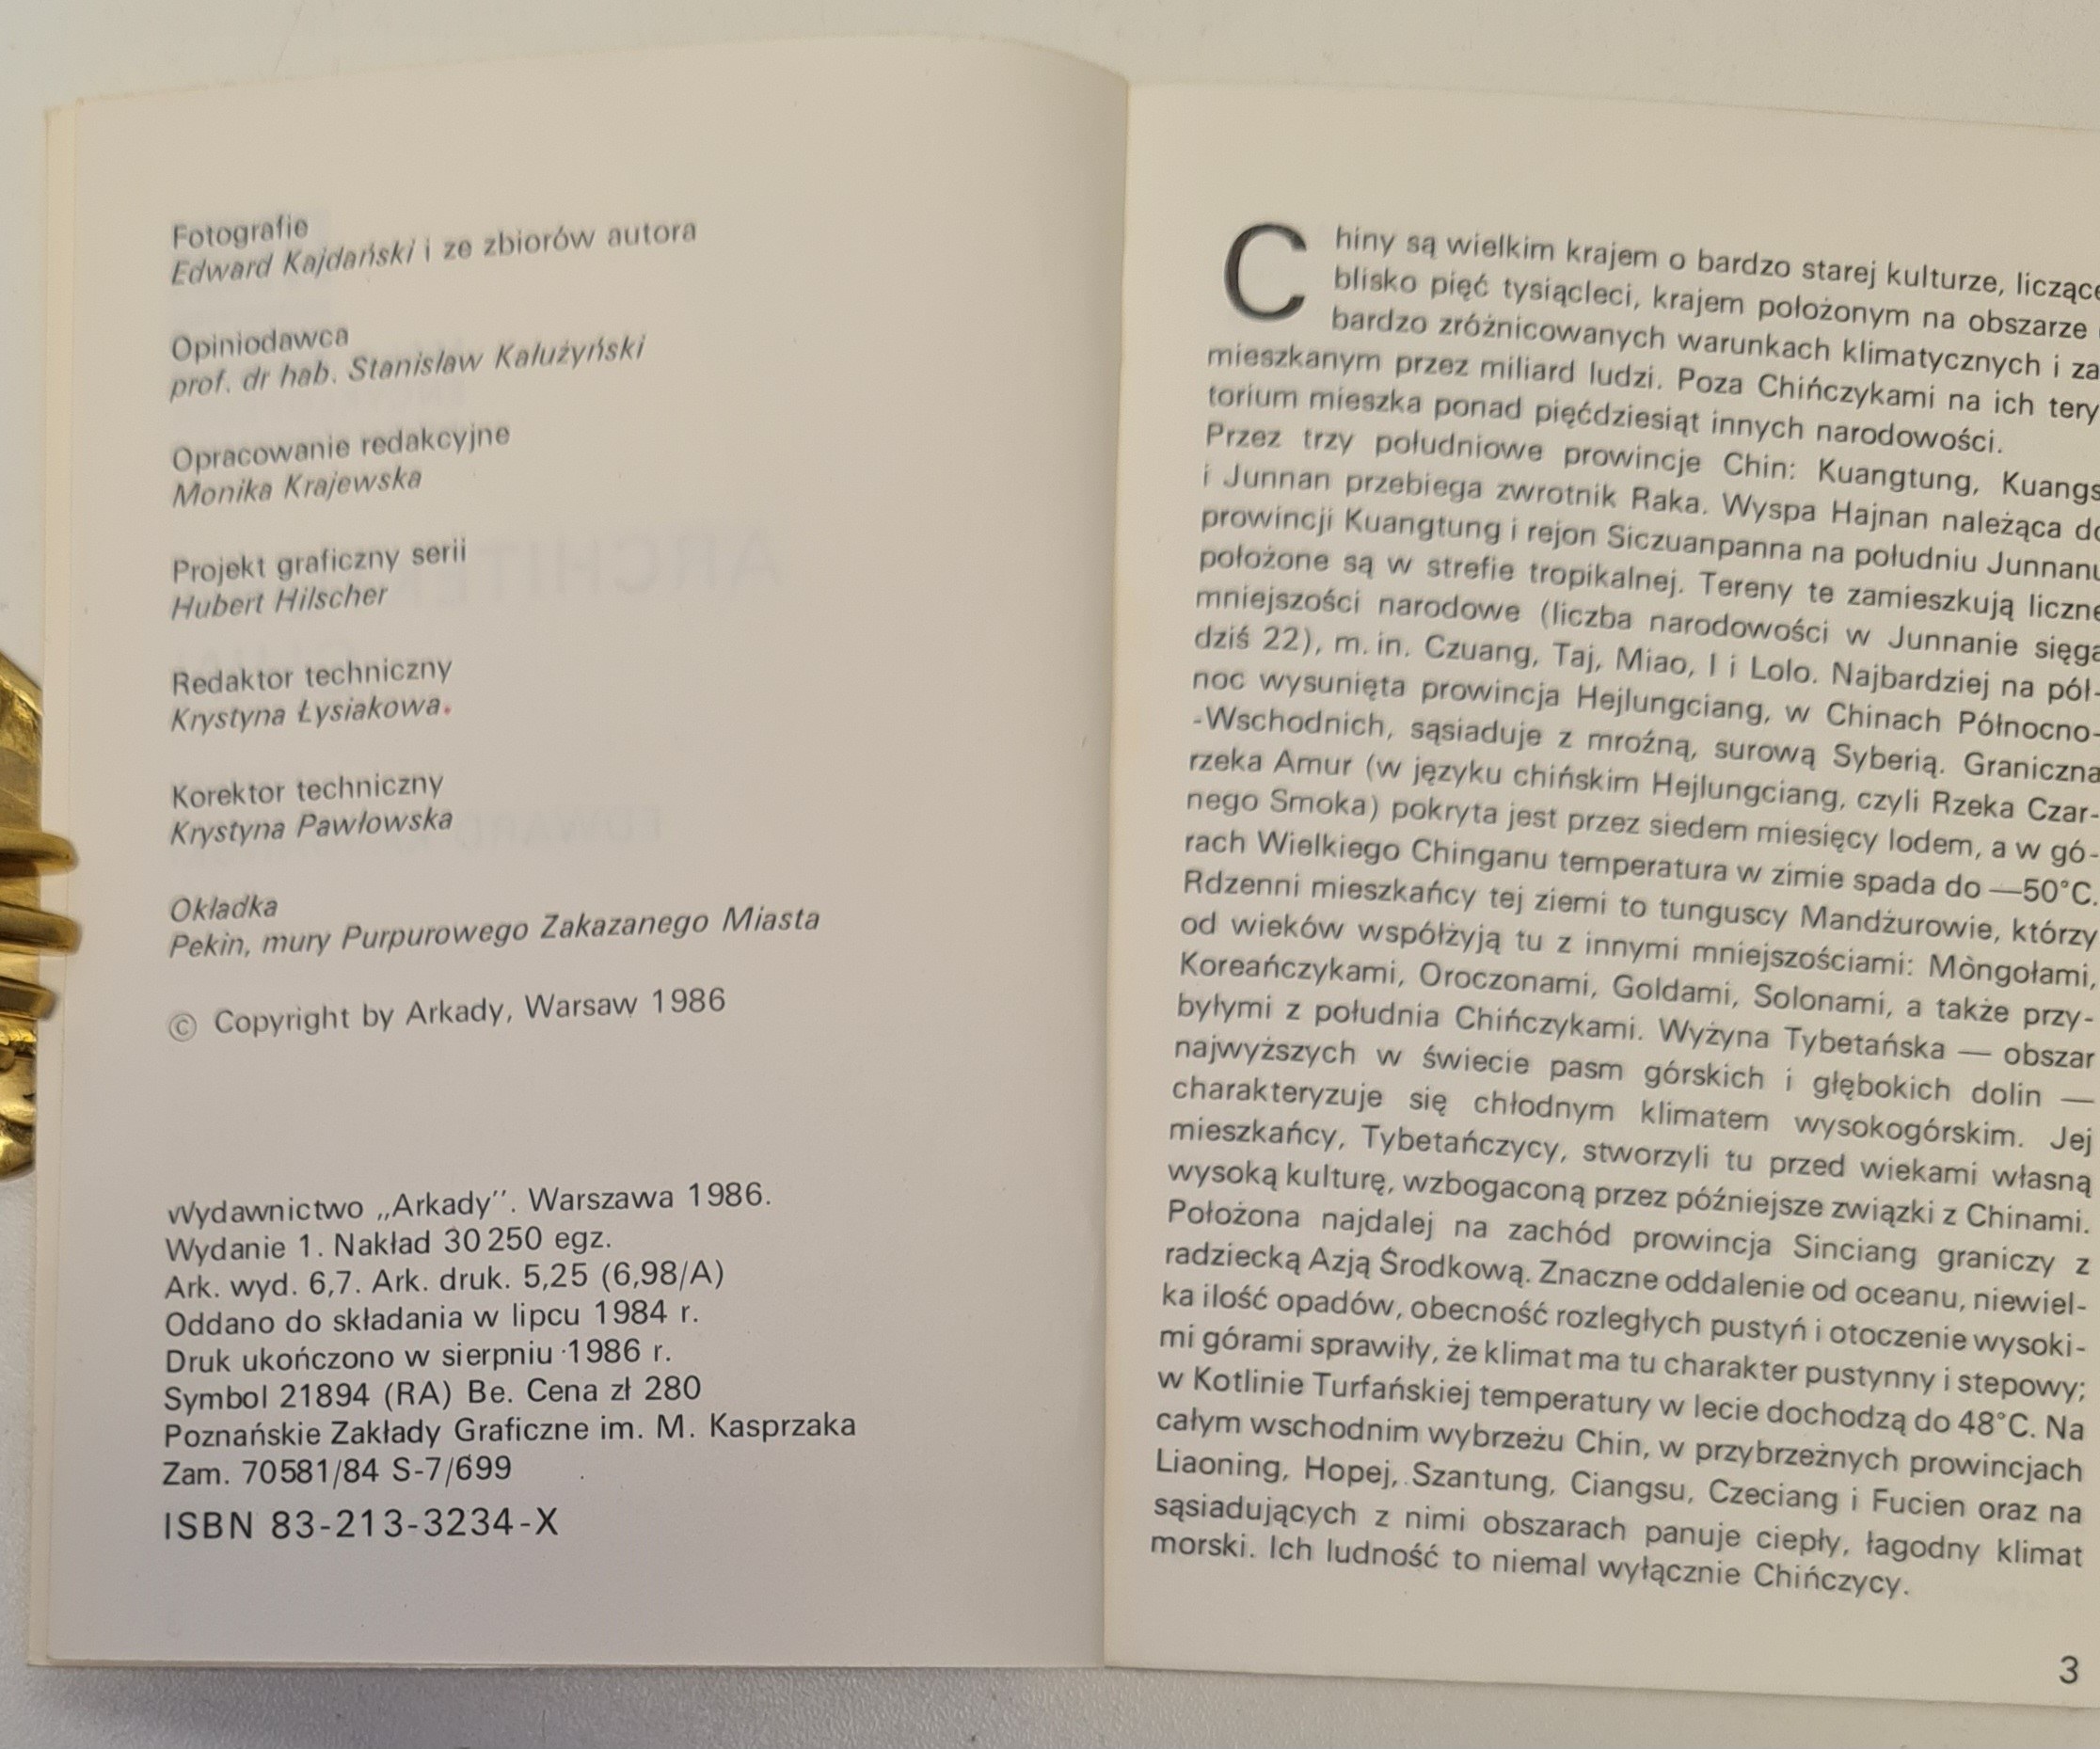 Fotografie
Edward Kajdański i ze zbiorów autora
Opiniodawca
prof. dr hab. Stanisław Kałużyński
Opracowanie redakcyjne
Monika Krajewska
Projekt graficzny serii
Hubert Hilscher
Redaktor techniczny
Krystyna Łysiakowa.
Korektor techniczny
Krystyna Pawłowska
Okładka
Pekin, mury Purpurowego Zakazanego Miasta
© Copyright by Arkady, Warsaw 1986
Wydawnictwo „Arkady”. Warszawa 1986.
Wydanie 1. Nakład 30 250 egz.
Ark. wyd. 6,7. Ark. druk. 5,25 (6,98/A)
Oddano do składania w lipcu 1984 r.
Druk ukończono w sierpniu 1986 r.
Symbol 21894 (RA) Be. Cena zł 280
Poznańskie Zakłady Graficzne im. M. Kasprzaka
Zam. 70581/84 S-7/699
ISBN 83-213-3234-X
Chiny są wielkim krajem o bardzo starej kulturze, liczące
blisko pięć tysiącleci, krajem położonym na obszarze
bardzo zróżnicowanych warunkach klimatycznych i za
mieszkanym przez miliard ludzi. Poza Chińczykami na ich tery
torium mieszka ponad pięćdziesiąt innych narodowości.
Przez trzy południowe prowincje Chin: Kuangtung, Kuangs
i Junnan przebiega zwrotnik Raka. Wyspa Hajnan należąca do
prowincji Kuangtung i rejon Siczuanpanna na południu Junnanu
położone są w strefie tropikalnej. Tereny te zamieszkują liczne
mniejszości narodowe (liczba narodowości w Junnanie sięga
dziś 22), m. in. Czuang, Taj, Miao, I i Lolo. Najbardziej na pół-
noc wysunięta prowincja Hejlungciang, w Chinach Północno-
-Wschodnich, sąsiaduje z mroźną, surową Syberią. Graniczna
rzeka Amur (w języku chińskim Hejlungciang, czyli Rzeka Czar-
nego Smoka) pokryta jest przez siedem miesięcy lodem, a w gó-
rach Wielkiego Chinganu temperatura w zimie spada do —50°C.
Rdzenni mieszkańcy tej ziemi to tunguscy Mandżurowie, którzy
od wieków współżyją tu z innymi mniejszościami: Mòngołami,
Koreańczykami, Oroczonami, Goldami, Solonami, a także przy-
byłymi z południa Chińczykami. Wyżyna Tybetańska — obszar
najwyższych w świecie pasm górskich i głębokich dolin —
charakteryzuje się chłodnym klimatem wysokogórskim. Jej
mieszkańcy, Tybetańczycy, stworzyli tu przed wiekami własną
wysoką kulturę, wzbogaconą przez późniejsze związki z Chinami.
Położona najdalej na zachód prowincja Sinciang graniczy z
radziecką Azją Środkową. Znaczne oddalenie od oceanu, niewiel-
ka ilość opadów, obecność rozległych pustyń i otoczenie wysoki-
mi górami sprawiły, że klimat ma tu charakter pustynny i stepowy;
w Kotlinie Turfańskiej temperatury w lecie dochodzą do 48°C. Na
całym wschodnim wybrzeżu Chin, w przybrzeżnych prowincjach
Liaoning, Hopej, Szantung, Ciangsu, Czeciang i Fucien oraz na
sąsiadujących z nimi obszarach panuje ciepły, łagodny klimat
morski. Ich ludność to niemal wyłącznie Chińczycy.
3